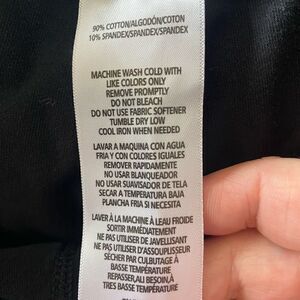 90% COTTON/ALGODÓN/COTON
10% SPANDEX/SPANDEX/SPANDEX
MACHINE WASH COLD WITH
LIKE COLORS ONLY
REMOVE PROMPTLY
DO NOT BLEACH
DO NOT USE FABRIC SOFTENER
TUMBLE DRY LOW
COOL IRON WHEN NEEDED
LAVAR A MAQUINA CON AGUA
FRIA Y CON COLORES IGUALES
REMOVER RAPIDAMENTE
NO USAR BLANQUEADOR
NO USAR SUAVISADOR DE TELA
SECAR A TEMPERATURA BAJA
PLANCHA FRIA SI NECESITA
LAVER À LA MACHINE À L'EAU FROIDE
SORTIR IMMÉDIATEMENT
NE PAS UTILISER DE JAVELLISANT
NE PAS UTILISER D'ASSOUPLISSEUR
SÉCHER PAR CULBUTAGE À
BASSE TEMPÉRATURE
REPASSER,ALI BESOIN,À
TRES BASSE TEMPÉRATURE